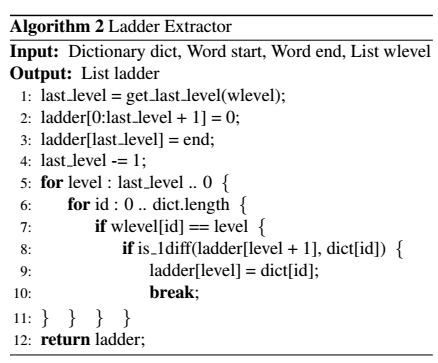 Algorithm 2 Ladder Extractor
Input: Dictionary dict, Word start, Word end, List wlevel
Output: List ladder
1: last_level = get_last_level(wlevel);
2: ladder[0:last_level + 1] = 0;
3: ladder[last_level] = end;
4: last_level -= 1;
5: for level : last_level .. 0 {
6: for id : 0 .. dict.length {
7: if wlevel[id] == level {
8: if is_1diff(ladder[level + 1], dict[id]) {
9: ladder[level] = dict[id];
10: break;
11: } } } }
12: return ladder;